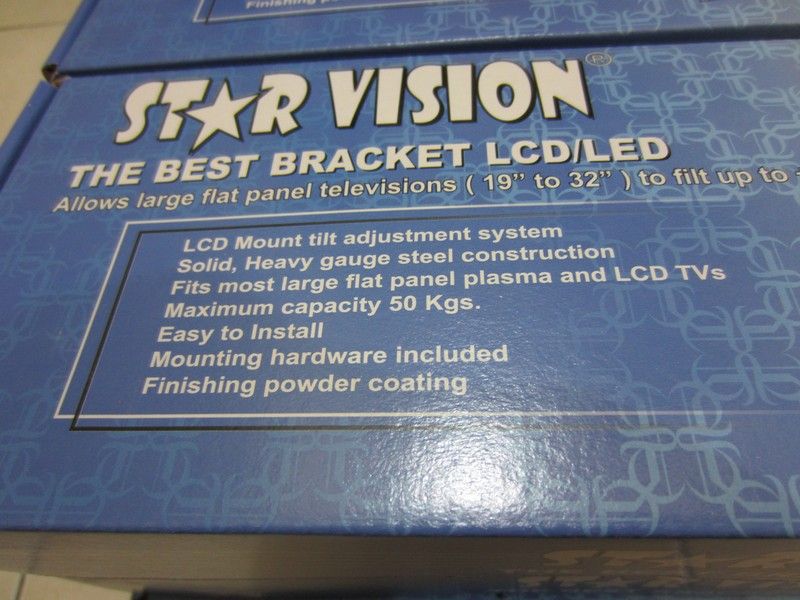 Finishing
STAR VISION ®
THE BEST BRACKET LCD/LED
Allows large flat panel televisions ( 19” to 32” ) to filt up to
LCD Mount tilt adjustment system
Solid, Heavy gauge steel construction
Fits most large flat panel plasma and LCD TVs
Maximum capacity 50 Kgs.
Easy to Install
Mounting hardware included
Finishing powder coating